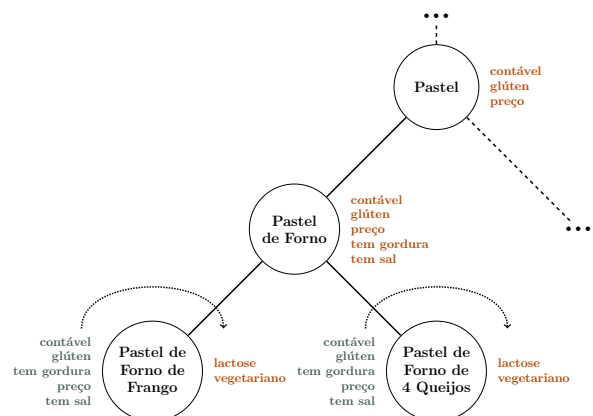 ...
Pastel
contável
glúten
preço
...
Pastel
de Forno
contável
glúten
preço
tem gordura
tem sal
contável
glúten
tem gordura
preço
tem sal
Pastel de
Forno de
Frango
lactose
vegetariano
contável
glúten
tem gordura
preço
tem sal
Pastel de
Forno de
4 Queijos
lactose
vegetariano